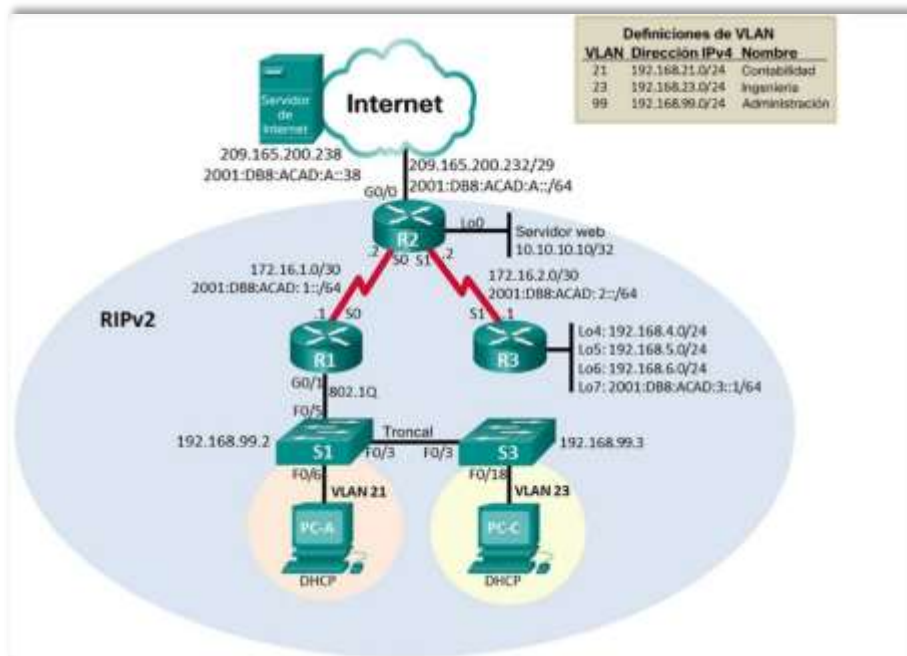 Definiciones de VLAN
VLAN Dirección IPv4 Nombre
21 192.168.21.0/24 Contabilidad
23 192.168.23.0/24 Ingeniería
99 192.168.99.0/24 Administración
Servidor de Internet
Internet
209.165.200.238
2001:DB8:ACAD:A::38
209.165.200.232/29
2001:DB8:ACAD:A::/64
G0/0
R2
Lo0
Servidor web
10.10.10.10/32
.2 S0 S1 .2
172.16.1.0/30
2001:DB8:ACAD: 1::/64
172.16.2.0/30
2001:DB8:ACAD: 2::/64
RIPv2
.1 S0
S1 .1
R1
R3
Lo4: 192.168.4.0/24
Lo5: 192.168.5.0/24
Lo6: 192.168.6.0/24
Lo7: 2001:DB8:ACAD:3::1/64
G0/1
802.1Q
F0/5
192.168.99.2
S1
Troncal
F0/3 F0/3
S3
192.168.99.3
F0/6
VLAN 21
F0/18
VLAN 23
PC-A
PC-C
DHCP
DHCP